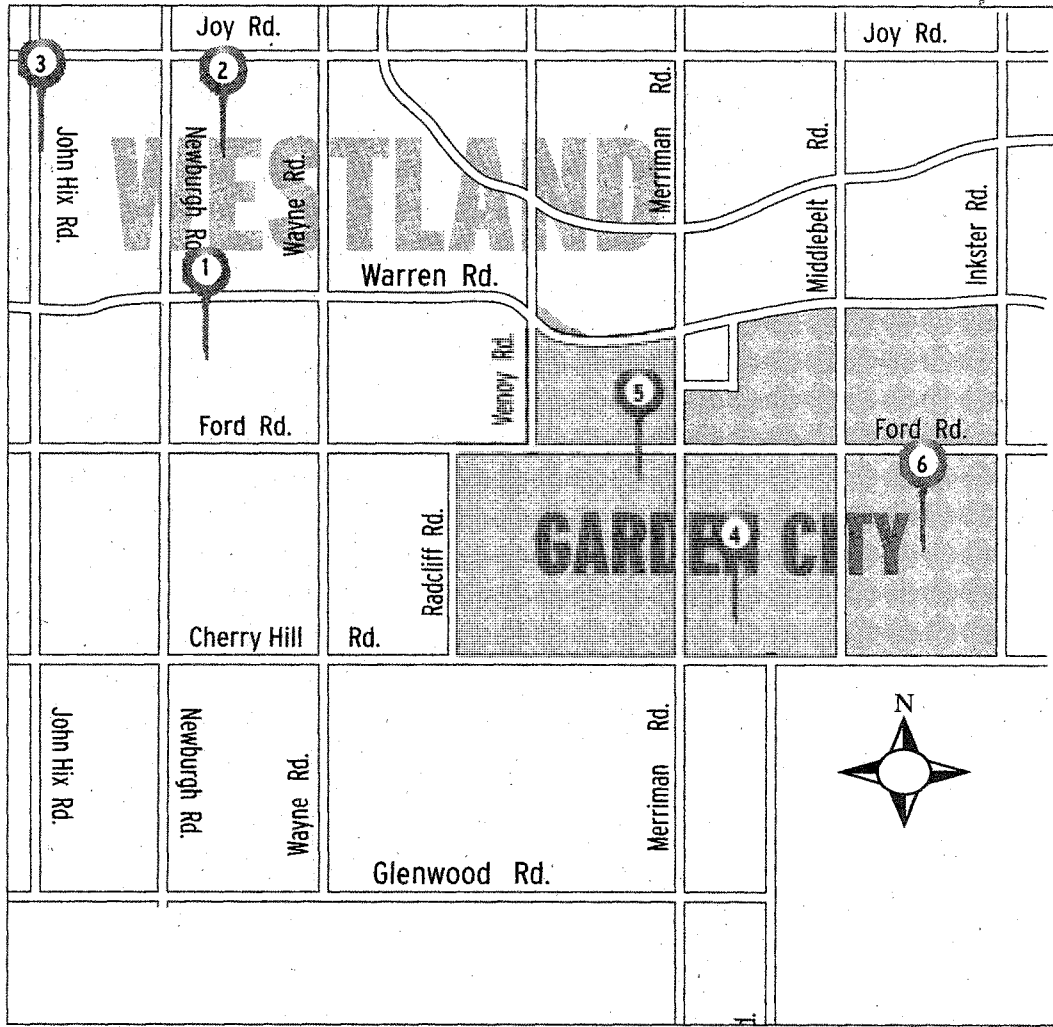 Joy Rd.
Joy Rd.
3
2
John Hix Rd.
Newburgh Rd.
Wayne Rd.
WESTLAND
Merriman Rd.
Middlebelt Rd.
Inkster Rd.
1
Warren Rd.
Venoy Rd.
5
Ford Rd.
Ford Rd.
6
Radcliff Rd.
GARDEN CITY
4
Cherry Hill Rd.
John Hix Rd.
Newburgh Rd.
Wayne Rd.
Merriman Rd.
N
Glenwood Rd.
d.